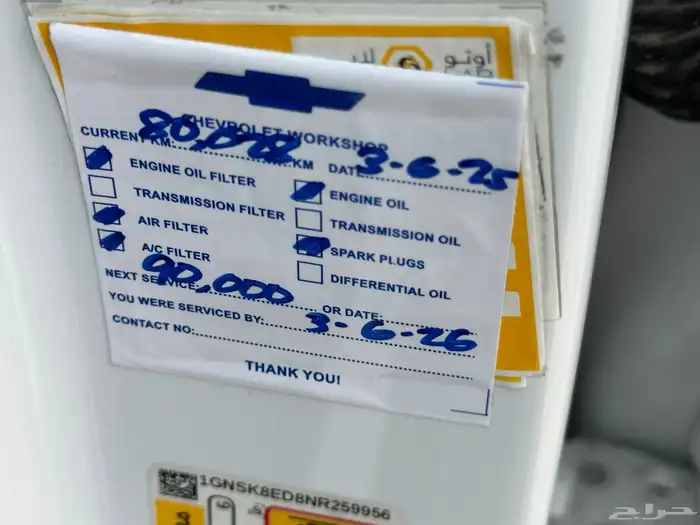 أوتو
CHEVROLET WORKSHOP
CURRENT KM: 80,078 KM DATE 3-6-25
ENGINE OIL FILTER
ENGINE OIL
TRANSMISSION FILTER
TRANSMISSION OIL
AIR FILTER
SPARK PLUGS
A/C FILTER
DIFFERENTIAL OIL
NEXT SERVICE: 90,000 OR DATE:
YOU WERE SERVICED BY: 3-6-26
CONTACT NO:
THANK YOU!
1GNSK8ED8NR259956
حراج